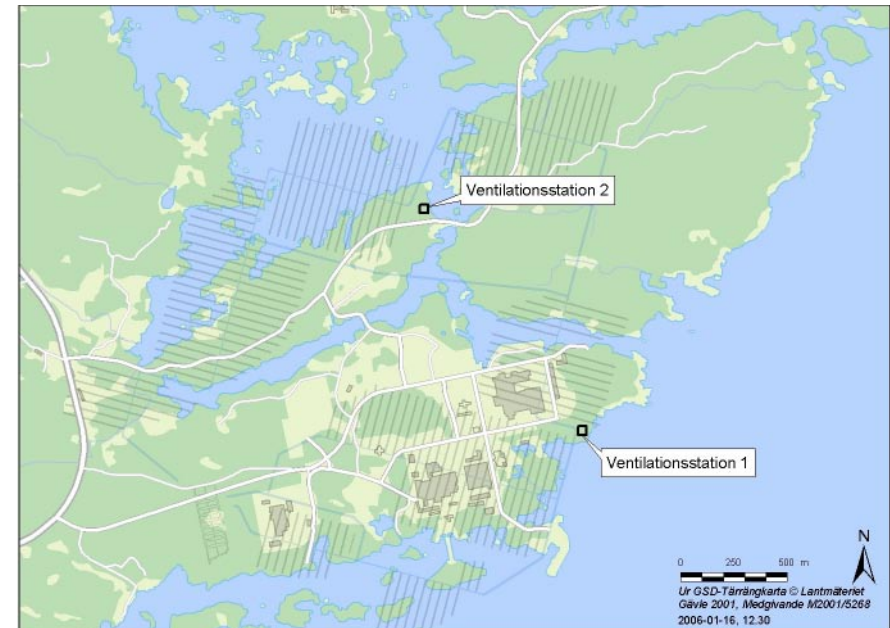 Ventilationsstation 2
Ventilationsstation 1
N
0 250 500 m
Ur GSD-Tärrängkarta © Lantmäteriet
Gävle 2001, Medgivande M2001/5268
2006-01-16, 12.30